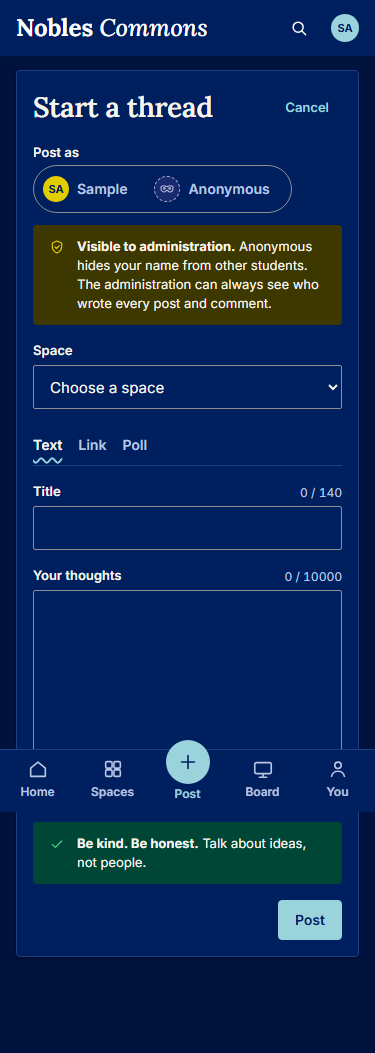 Nobles Commons
SA
Start a thread
Cancel
Post as
SA Sample
Anonymous
Visible to administration. Anonymous
hides your name from other students.
The administration can always see who
wrote every post and comment.
Space
Choose a space
Text Link Poll
Title
0 / 140
Your thoughts
0 / 10000
Home
Spaces
Post
Board
You
Be kind. Be honest. Talk about ideas,
not people.
Post